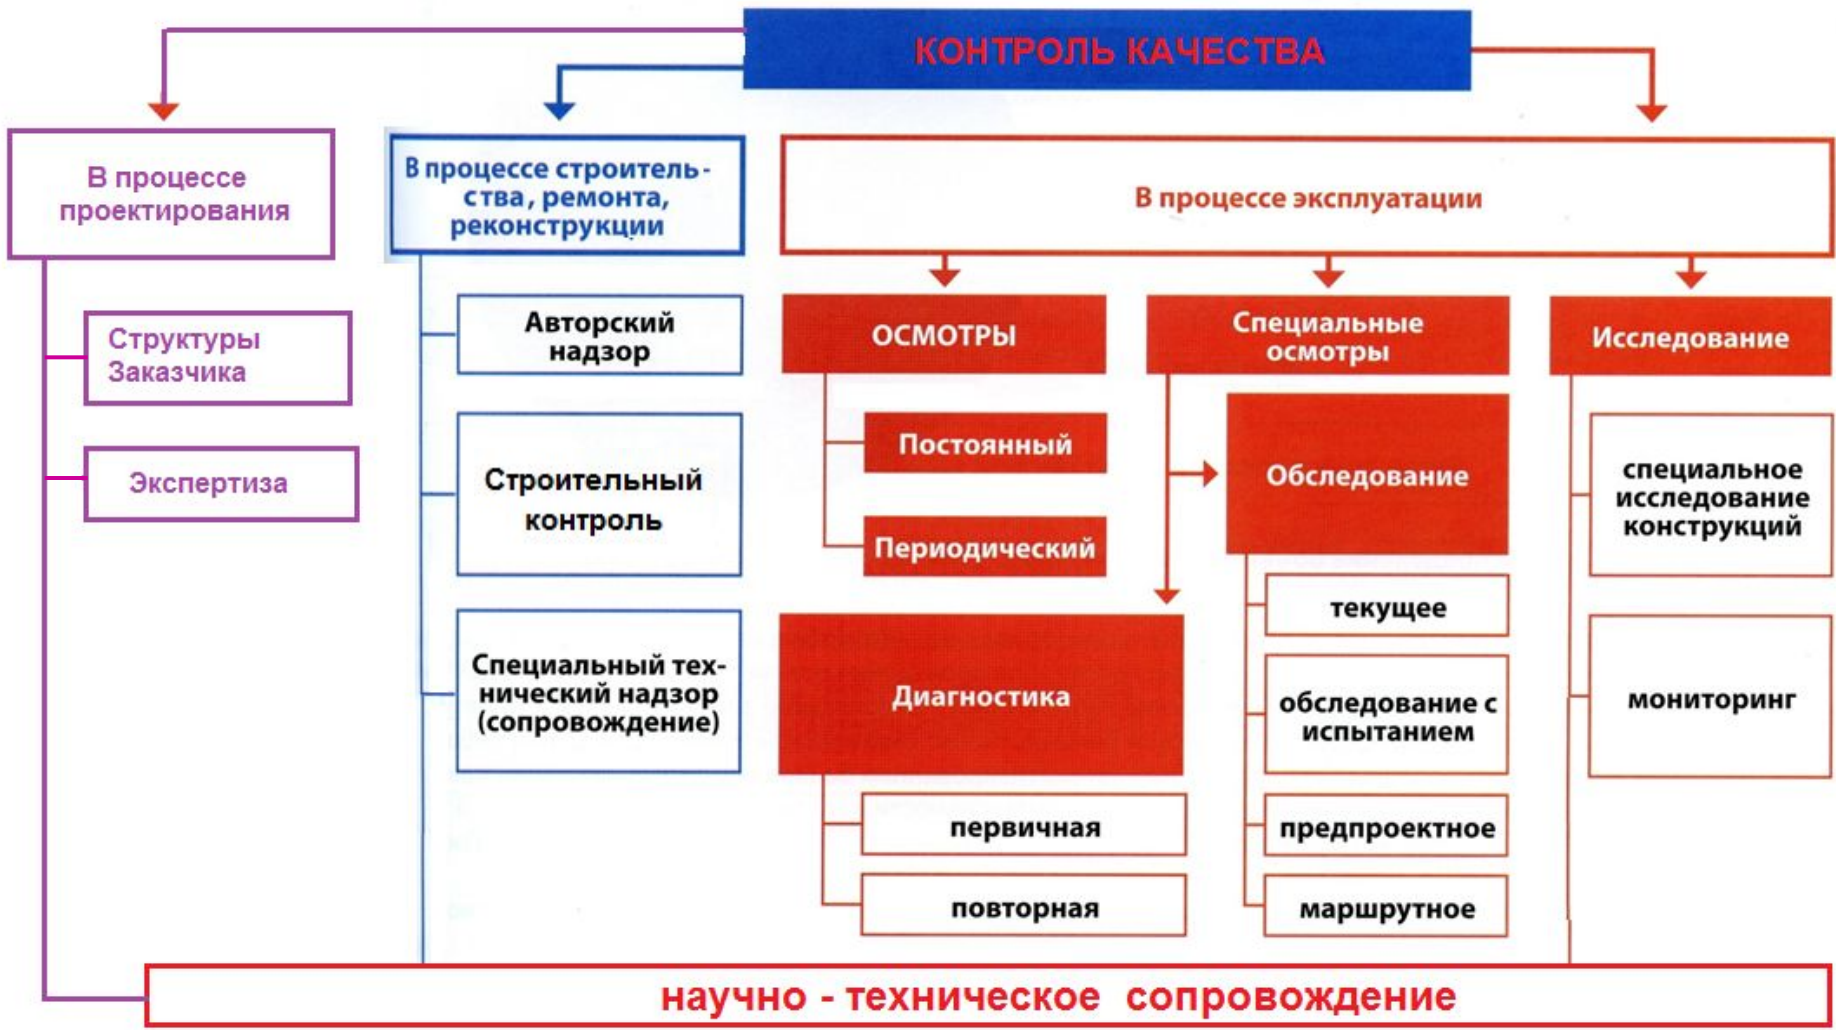 КОНТРОЛЬ КАЧЕСТВА
В процессе
проектирования
Структуры
Заказчика
Экспертиза
В процессе строитель-
ства, ремонта,
реконструкции
Авторский
надзор
Строительный
контроль
Специальный тех-
нический надзор
(сопровождение)
В процессе эксплуатации
ОСМОТРЫ
Постоянный
Периодический
Специальные
осмотры
Обследование
текущее
обследование с
испытанием
предпроектное
маршрутное
Диагностика
первичная
повторная
Исследование
специальное
исследование
конструкций
мониторинг
научно - техническое сопровождение